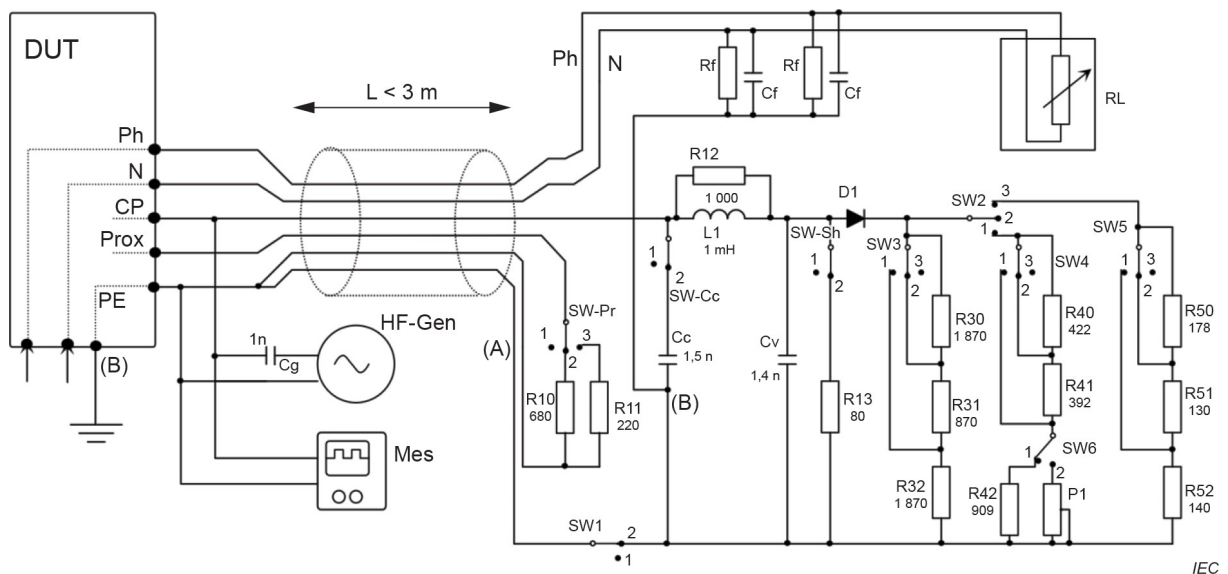 DUT
Ph
N
L < 3 m
Rf
Cf
Rf
Cf
RL
Ph
N
CP
Prox
PE
(B)
R12
1 000
L1
1 mH
D1
SW2
3
2
1
SW-Cc
1
2
SW-Sh
1
2
SW3
1
3
2
SW4
1
3
2
SW5
1
3
2
HF-Gen
1n
Cg
(A)
SW-Pr
1
2
3
R10
680
R11
220
Cc
1,5 n
(B)
Cv
1,4 n
R13
80
R30
1 870
R31
870
R32
1 870
R40
422
R41
392
SW6
1
2
R42
909
P1
R50
178
R51
130
R52
140
Mes
SW1
2
1
IEC